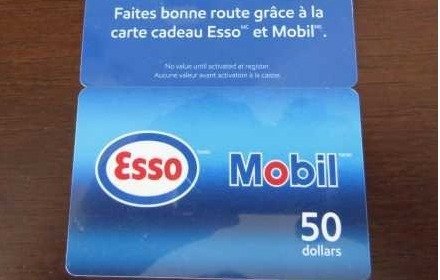 Faites bonne route grâce à la
carte cadeau Esso MC et Mobil MC.
No value until activated at register.
Aucune valeur avant activation à la caisse.
Esso
Mobil
50
dollars